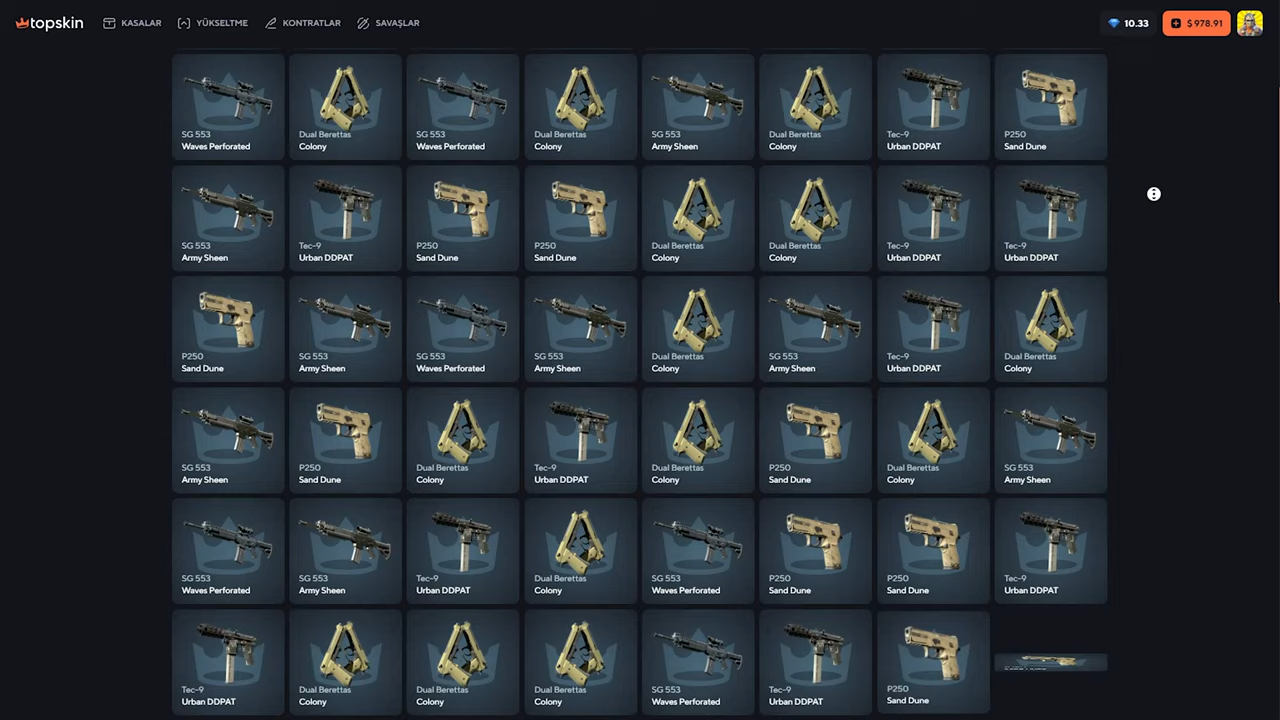 topskin KASALAR YÜKSELTME KONTRATLAR SAVAŞLAR 10.33 $ 978.91
SG 553 Dual Berettas SG 553 Dual Berettas SG 553 Dual Berettas Tec-9 P250
Waves Perforated Colony Waves Perforated Colony Army Sheen Colony Urban DDPAT Sand Dune
SG 553 Tec-9 P250 P250 Dual Berettas Dual Berettas Tec-9 Tec-9
Army Sheen Urban DDPAT Sand Dune Sand Dune Colony Colony Urban DDPAT Urban DDPAT
P250 SG 553 SG 553 SG 553 Dual Berettas SG 553 Tec-9 Dual Berettas
Sand Dune Army Sheen Waves Perforated Army Sheen Colony Army Sheen Urban DDPAT Colony
SG 553 P250 Dual Berettas Tec-9 Dual Berettas P250 Dual Berettas SG 553
Army Sheen Sand Dune Colony Urban DDPAT Colony Sand Dune Colony Army Sheen
SG 553 SG 553 Tec-9 Dual Berettas SG 553 P250 P250 Tec-9
Waves Perforated Army Sheen Urban DDPAT Colony Waves Perforated Sand Dune Sand Dune Urban DDPAT
Tec-9 Dual Berettas Dual Berettas Dual Berettas SG 553 Tec-9 P250
Urban DDPAT Colony Colony Colony Waves Perforated Urban DDPAT Sand Dune